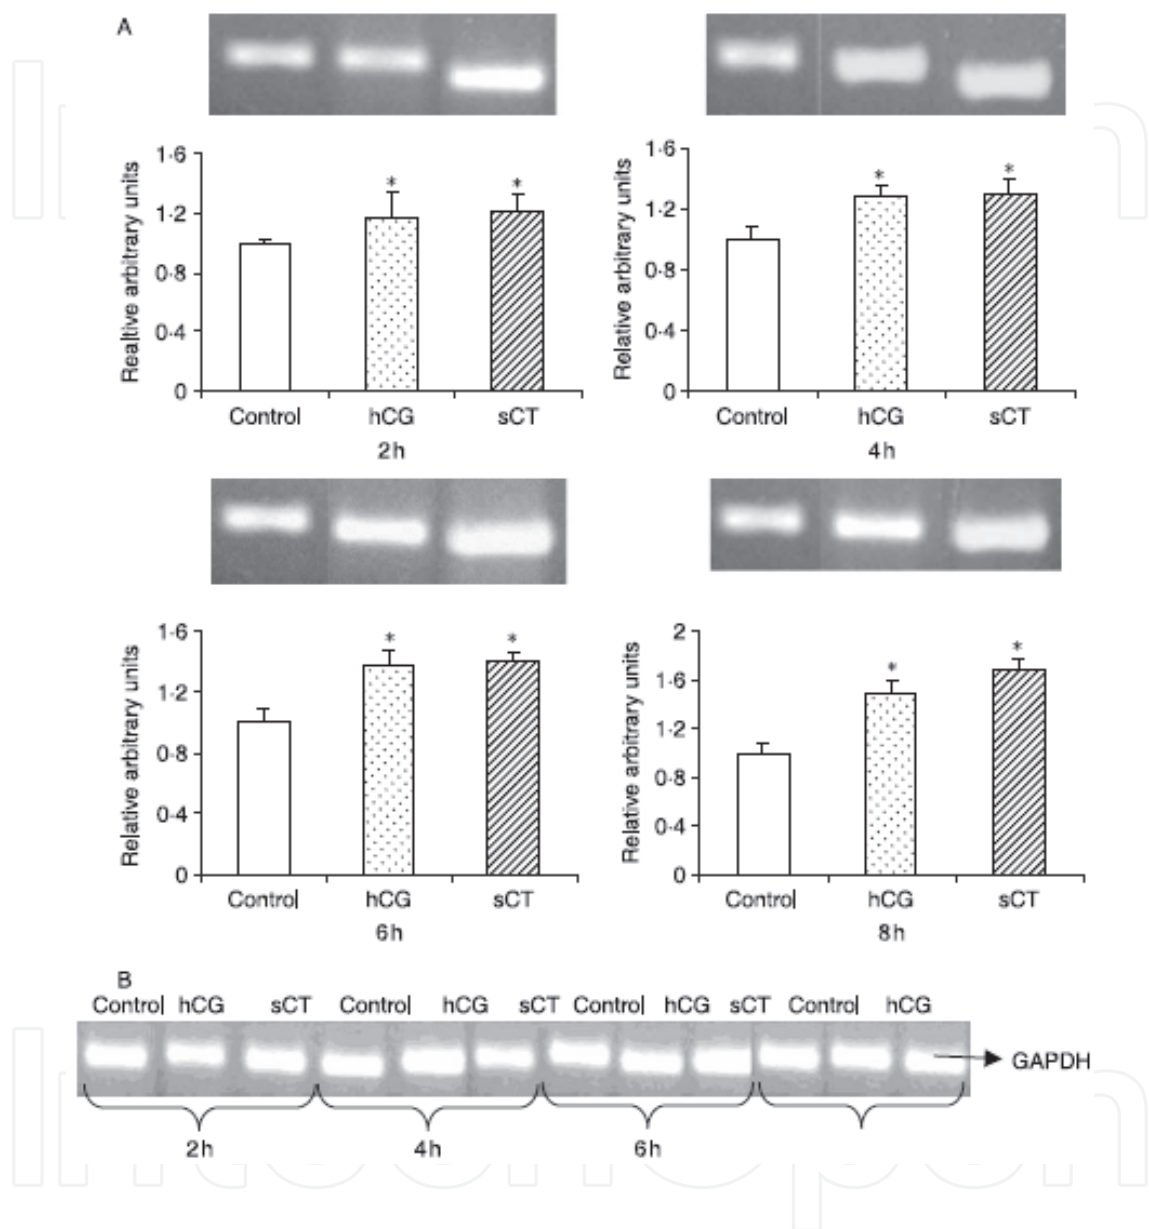 A
Realtive arbitrary units
1·6
1·2
0·8
0·4
0
* *
Control hCG sCT
2h
Relative arbitrary units
1·6
1·2
0·8
0·4
0
* *
Control hCG sCT
4h
Relative arbitrary units
1·6
1·2
0·8
0·4
0
* *
Control hCG sCT
6h
Relative arbitrary units
2
1·6
1·2
0·8
0·4
0
* *
Control hCG sCT
8h
B
Control hCG sCT Control hCG sCT Control hCG sCT Control hCG
GAPDH
2h 4h 6h